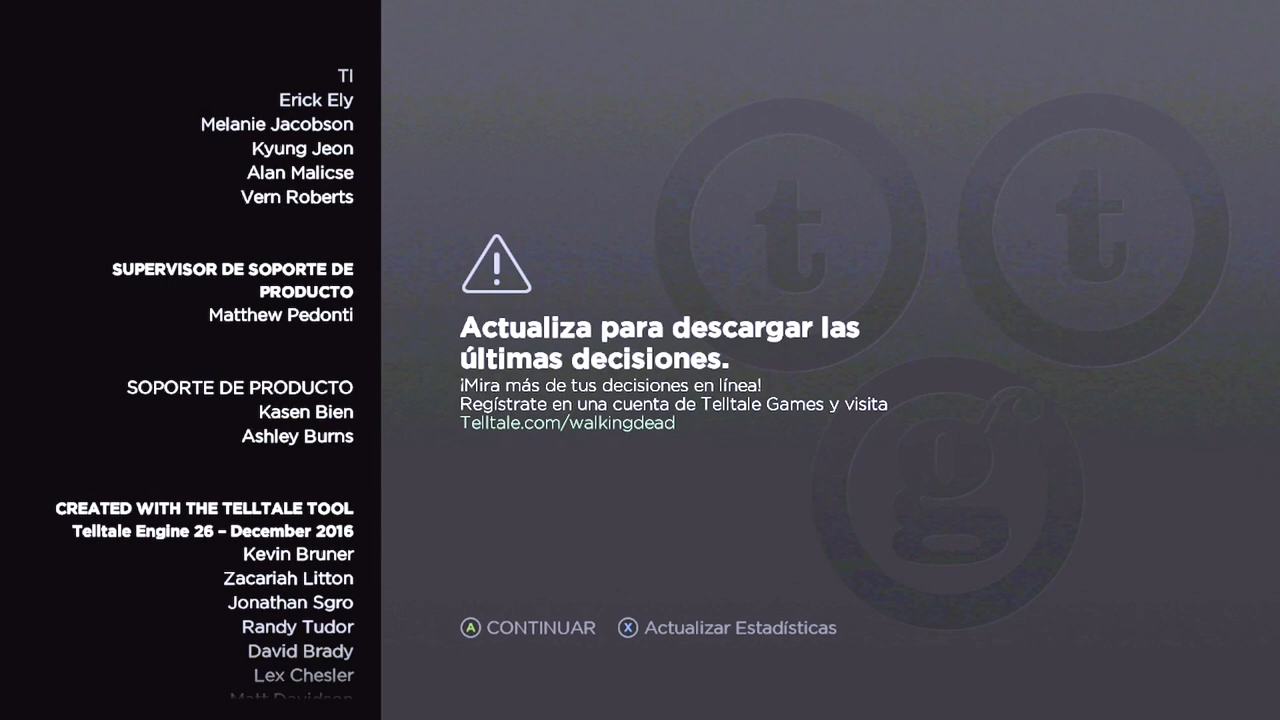 TI
Erick Ely
Melanie Jacobson
Kyung Jeon
Alan Malicse
Vern Roberts
SUPERVISOR DE SOPORTE DE
PRODUCTO
Matthew Pedonti
SOPORTE DE PRODUCTO
Kasen Bien
Ashley Burns
CREATED WITH THE TELLTALE TOOL
Telltale Engine 26 – December 2016
Kevin Bruner
Zacariah Litton
Jonathan Sgro
Randy Tudor
David Brady
Lex Chesler
Matt Davidson
t t
g
Actualiza para descargar las
últimas decisiones.
¡Mira más de tus decisiones en línea!
Regístrate en una cuenta de Telltale Games y visita
Telltale.com/walkingdead
A CONTINUAR X Actualizar Estadísticas